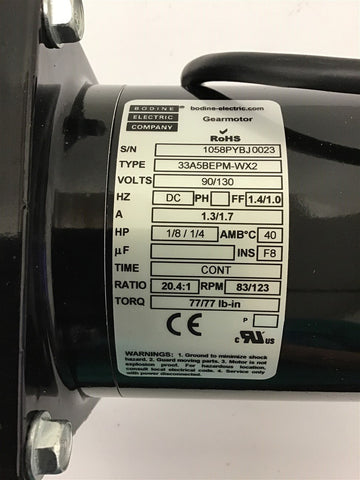 BODINE
ELECTRIC
COMPANY
bodine-electric.com
Gearmotor
RoHS
S/N 1058PYBJ0023
TYPE 33A5BEPM-WX2
VOLTS 90/130
HZ DC PH FF 1.4/1.0
A 1.3/1.7
HP 1/8 / 1/4 AMB°C 40
µF INS F8
TIME CONT
RATIO 20.4:1 RPM 83/123
TORQ 77/77 lb-in
P
CE c RU US
WARNINGS: 1. Ground to minimize shock
hazard. 2. Guard moving parts. 3. Motor is not
explosion proof. For hazardous location,
consult local electrical code. 4. Service only
with power disconnected.